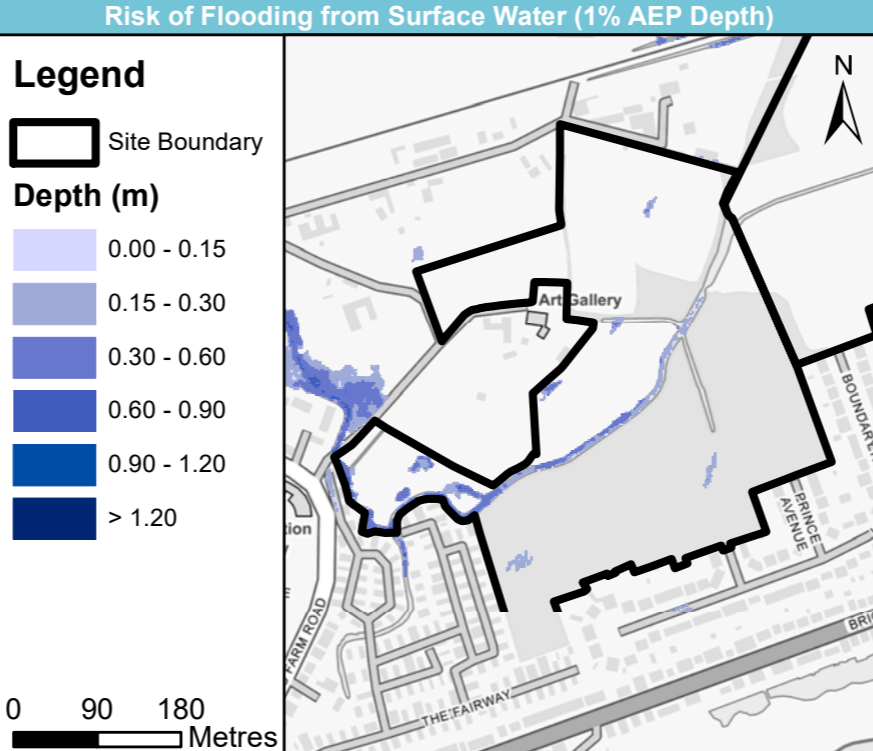 Risk of Flooding from Surface Water (1% AEP Depth)
Legend
Site Boundary
Depth (m)
0.00 - 0.15
0.15 - 0.30
0.30 - 0.60
0.60 - 0.90
0.90 - 1.20
> 1.20
0 90 180
Metres
N
Art Gallery
tion
FARM ROAD
THE FAIRWAY
PRINCE
AVENUE
BOUNDARY
BRI